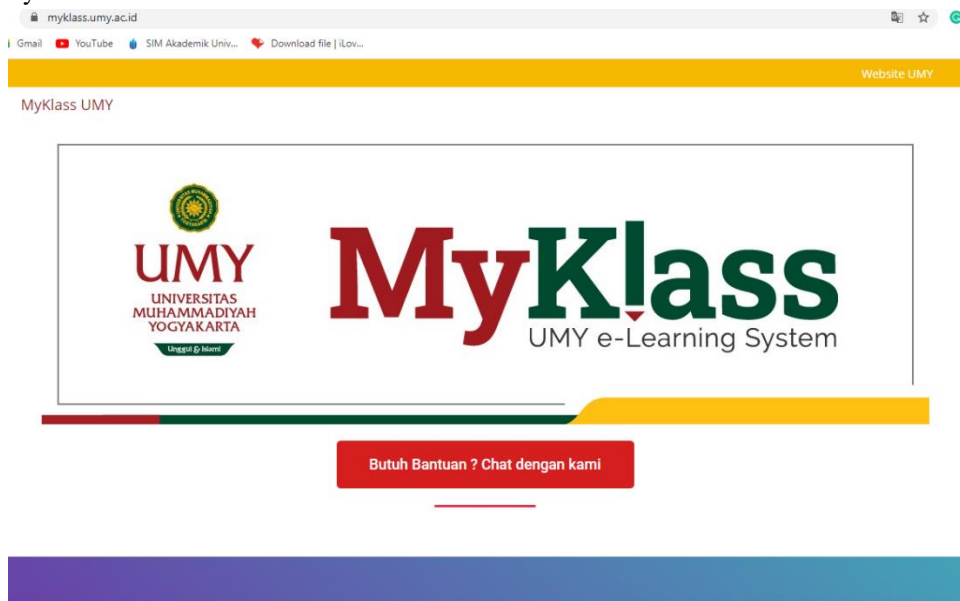 myklass.umy.ac.id
Gmail YouTube SIM Akademik Univ... Download file | iLov...
Website UMY
MyKlass UMY
UMY
UNIVERSITAS
MUHAMMADIYAH
YOGYAKARTA
Unggul & Islami
MyKlass
UMY e-Learning System
Butuh Bantuan ? Chat dengan kami